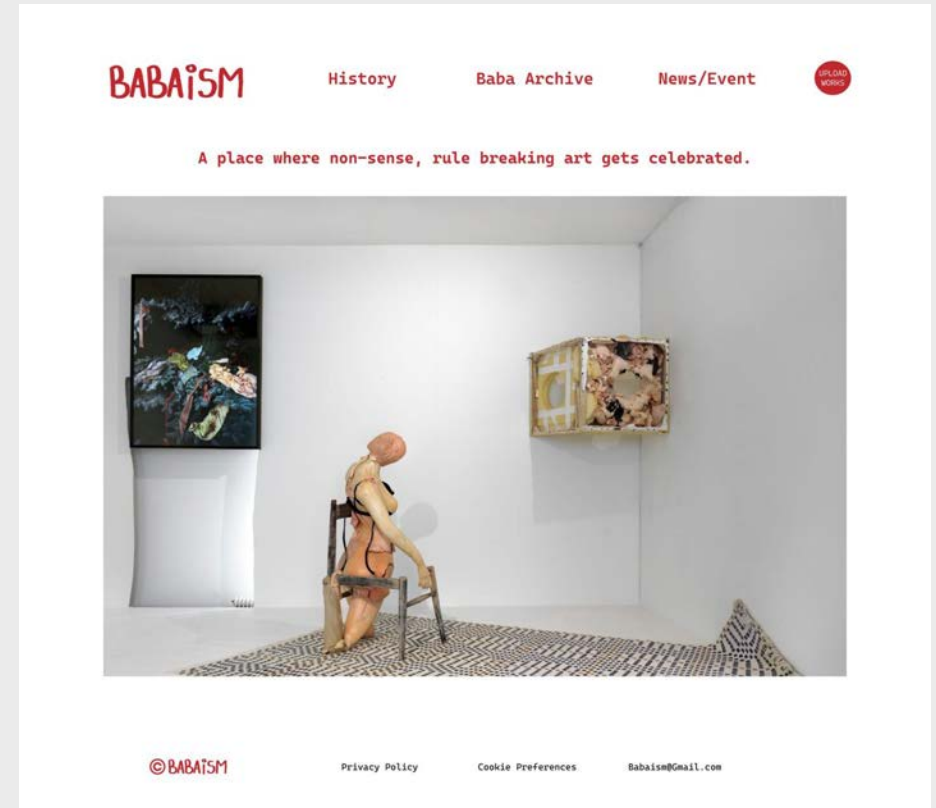 BABAiSM
History
Baba Archive
News/Event
UPLOAD
WORKS
A place where non-sense, rule breaking art gets celebrated.
© BABAiSM
Privacy Policy
Cookie Preferences
Babaism@Gmail.com